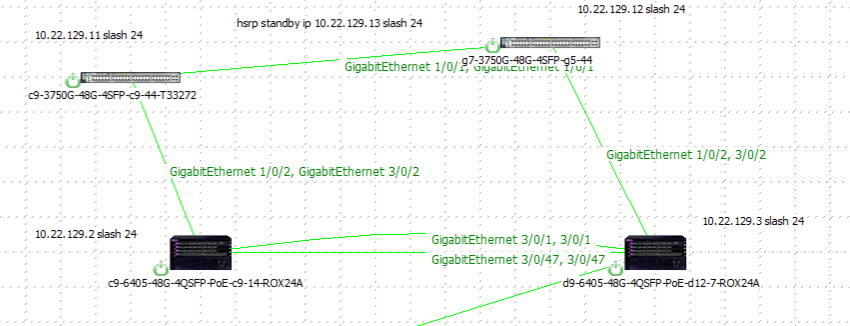 10.22.129.12 slash 24
hsrp standby ip 10.22.129.13 slash 24
10.22.129.11 slash 24
g7-3750G-48G-4SFP-g5-44
GigabitEthernet 1/0/1, GigabitEthernet 1/0/1
c9-3750G-48G-4SFP-c9-44-T33272
GigabitEthernet 1/0/2, 3/0/2
GigabitEthernet 1/0/2, GigabitEthernet 3/0/2
10.22.129.3 slash 24
10.22.129.2 slash 24
GigabitEthernet 3/0/1, 3/0/1
GigabitEthernet 3/0/47, 3/0/47
c9-6405-48G-4QSFP-PoE-c9-14-ROX24A
d9-6405-48G-4QSFP-PoE-d12-7-ROX24A